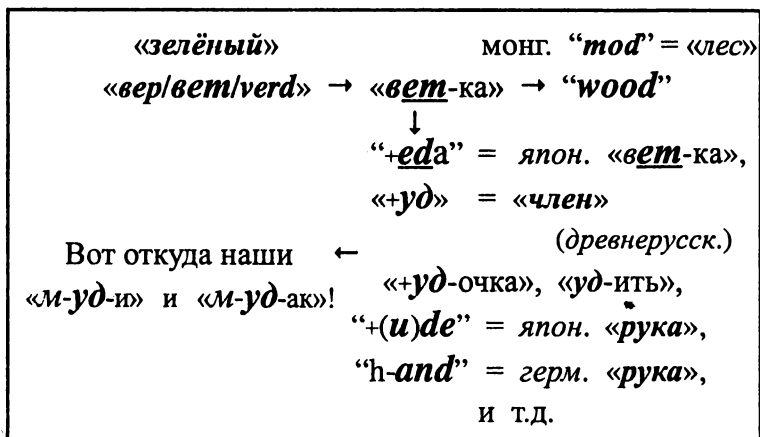 «зелёный» монг. “mod” = «лес»
«вер/вет/verd» → «вет-ка» → “wood”
↓
“+eda” = япон. «вет-ка»,
«+уд» = «член»
(древнерусск.)
Вот откуда наши ←
«+уд-очка», «уд-ить»,
«м-уд-и» и «м-уд-ак»!
“+(u)de” = япон. «рука»,
“h-and” = герм. «рука»,
и т.д.